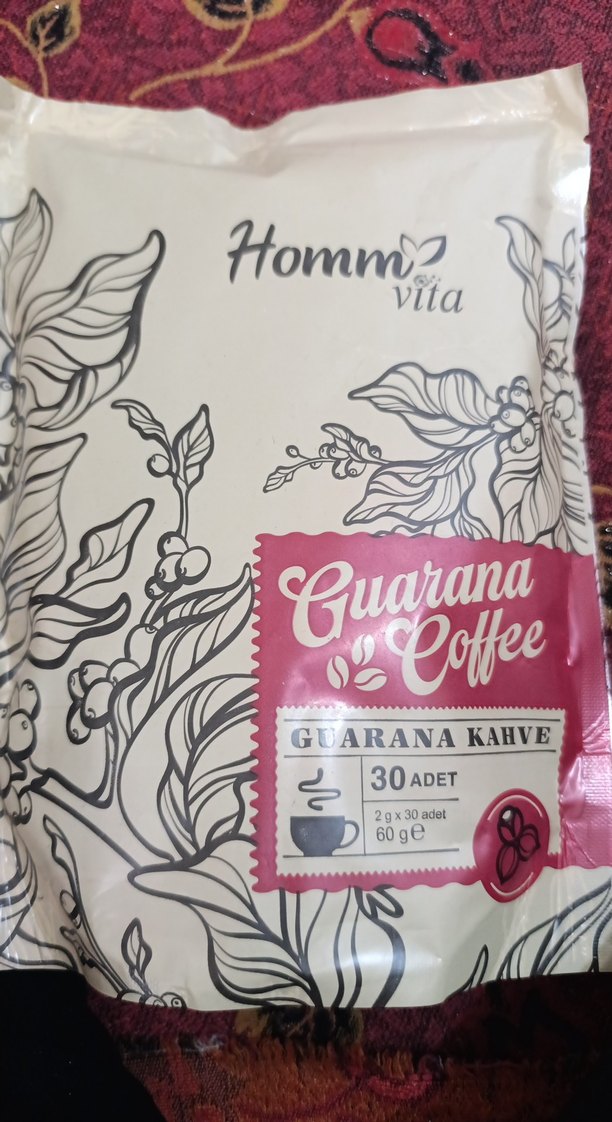 Homm
vita
Guarana
Coffee
GUARANA KAHVE
30 ADET
2 g x 30 adet
60 g e